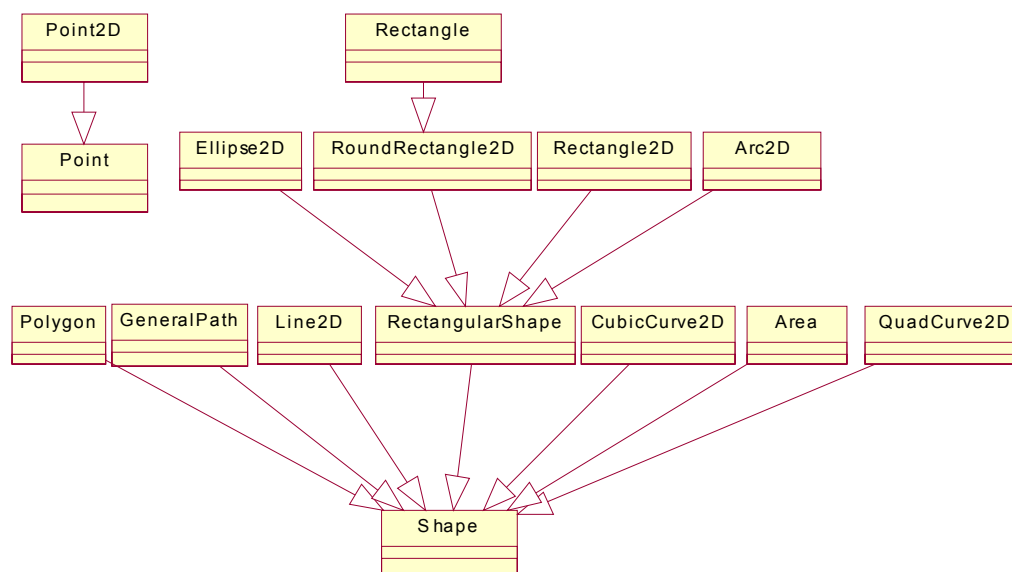 Point2D
Rectangle
Point
Ellipse2D
RoundRectangle2D
Rectangle2D
Arc2D
Polygon
GeneralPath
Line2D
RectangularShape
CubicCurve2D
Area
QuadCurve2D
Shape